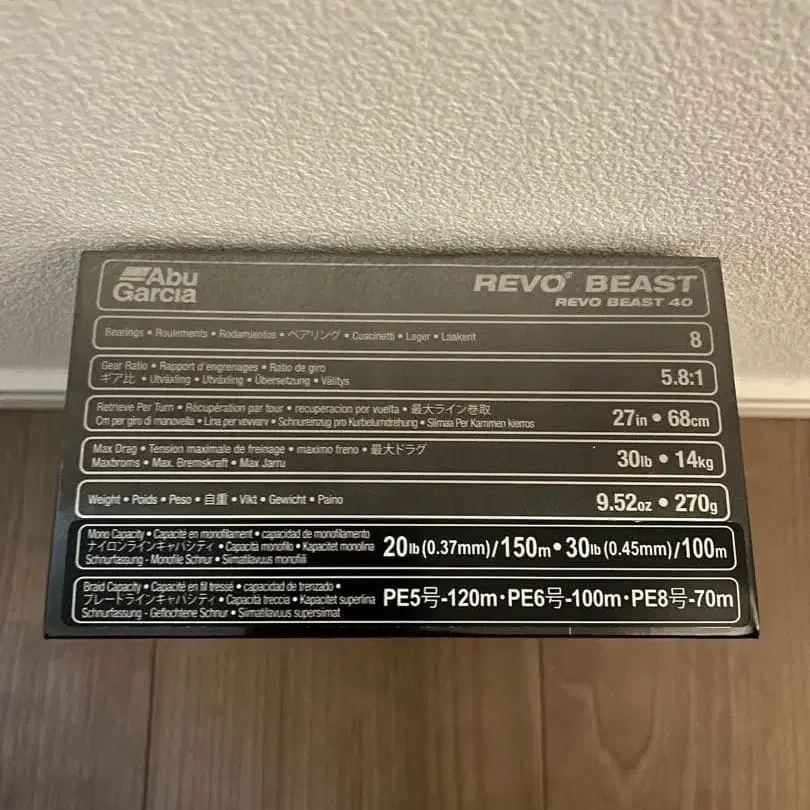 Abu
Garcia
REVO® BEAST
REVO BEAST 40
Bearings • Roulements • Rodamientos • ベアリング • Cuscinetti • Lager • Laakerit
8
Gear Ratio • Rapport d'engrenages • Ratio de giro
ギア比 • Utväxling • Utväxling • Übersetzung • Välitys
5.8:1
Retrieve Per Turn • Récupération par tour • recuperacion por vuelta • 最大ライン巻取
Cm per giro di manovella • Lina per vevvarv • Schnureinzug pro Kurbelumdrehung • Siimaa Per Kammen kierros
27in • 68cm
Max Drag • Tension maximale de freinage • maximo freno • 最大ドラグ
Maxbroms • Max. Bremskraft • Max Jarru
30lb • 14kg
Weight • Poids • Peso • 自重 • Vikt • Gewicht • Paino
9.52oz • 270g
Mono Capacity • Capacité en monofilament • capacidad de monofilamento
ナイロンラインキャパシティ • Capacità monofilo • Kapacitet monolina
Schnurfassung - Monofile Schnur • Siimatilavuus monofiili
20lb(0.37mm)/150m•30lb(0.45mm)/100m
Braid Capacity • Capacité en fil tressé • capacidad de trenzado •
ブレードラインキャパシティ • Capacità treccia • Kapacitet superlina
Schnurfassung - Geflochtene Schnur • Siimatilavuus supersiimat
PE5号-120m・PE6号-100m・PE8号-70m